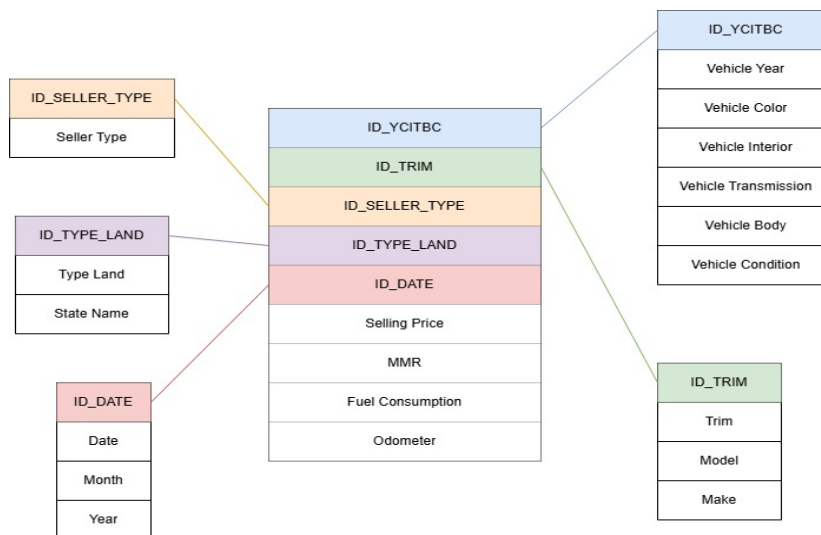 ID_SELLER_TYPE
Seller Type
ID_TYPE_LAND
Type Land
State Name
ID_DATE
Date
Month
Year
ID_YCITBC
ID_TRIM
ID_SELLER_TYPE
ID_TYPE_LAND
ID_DATE
Selling Price
MMR
Fuel Consumption
Odometer
ID_YCITBC
Vehicle Year
Vehicle Color
Vehicle Interior
Vehicle Transmission
Vehicle Body
Vehicle Condition
ID_TRIM
Trim
Model
Make